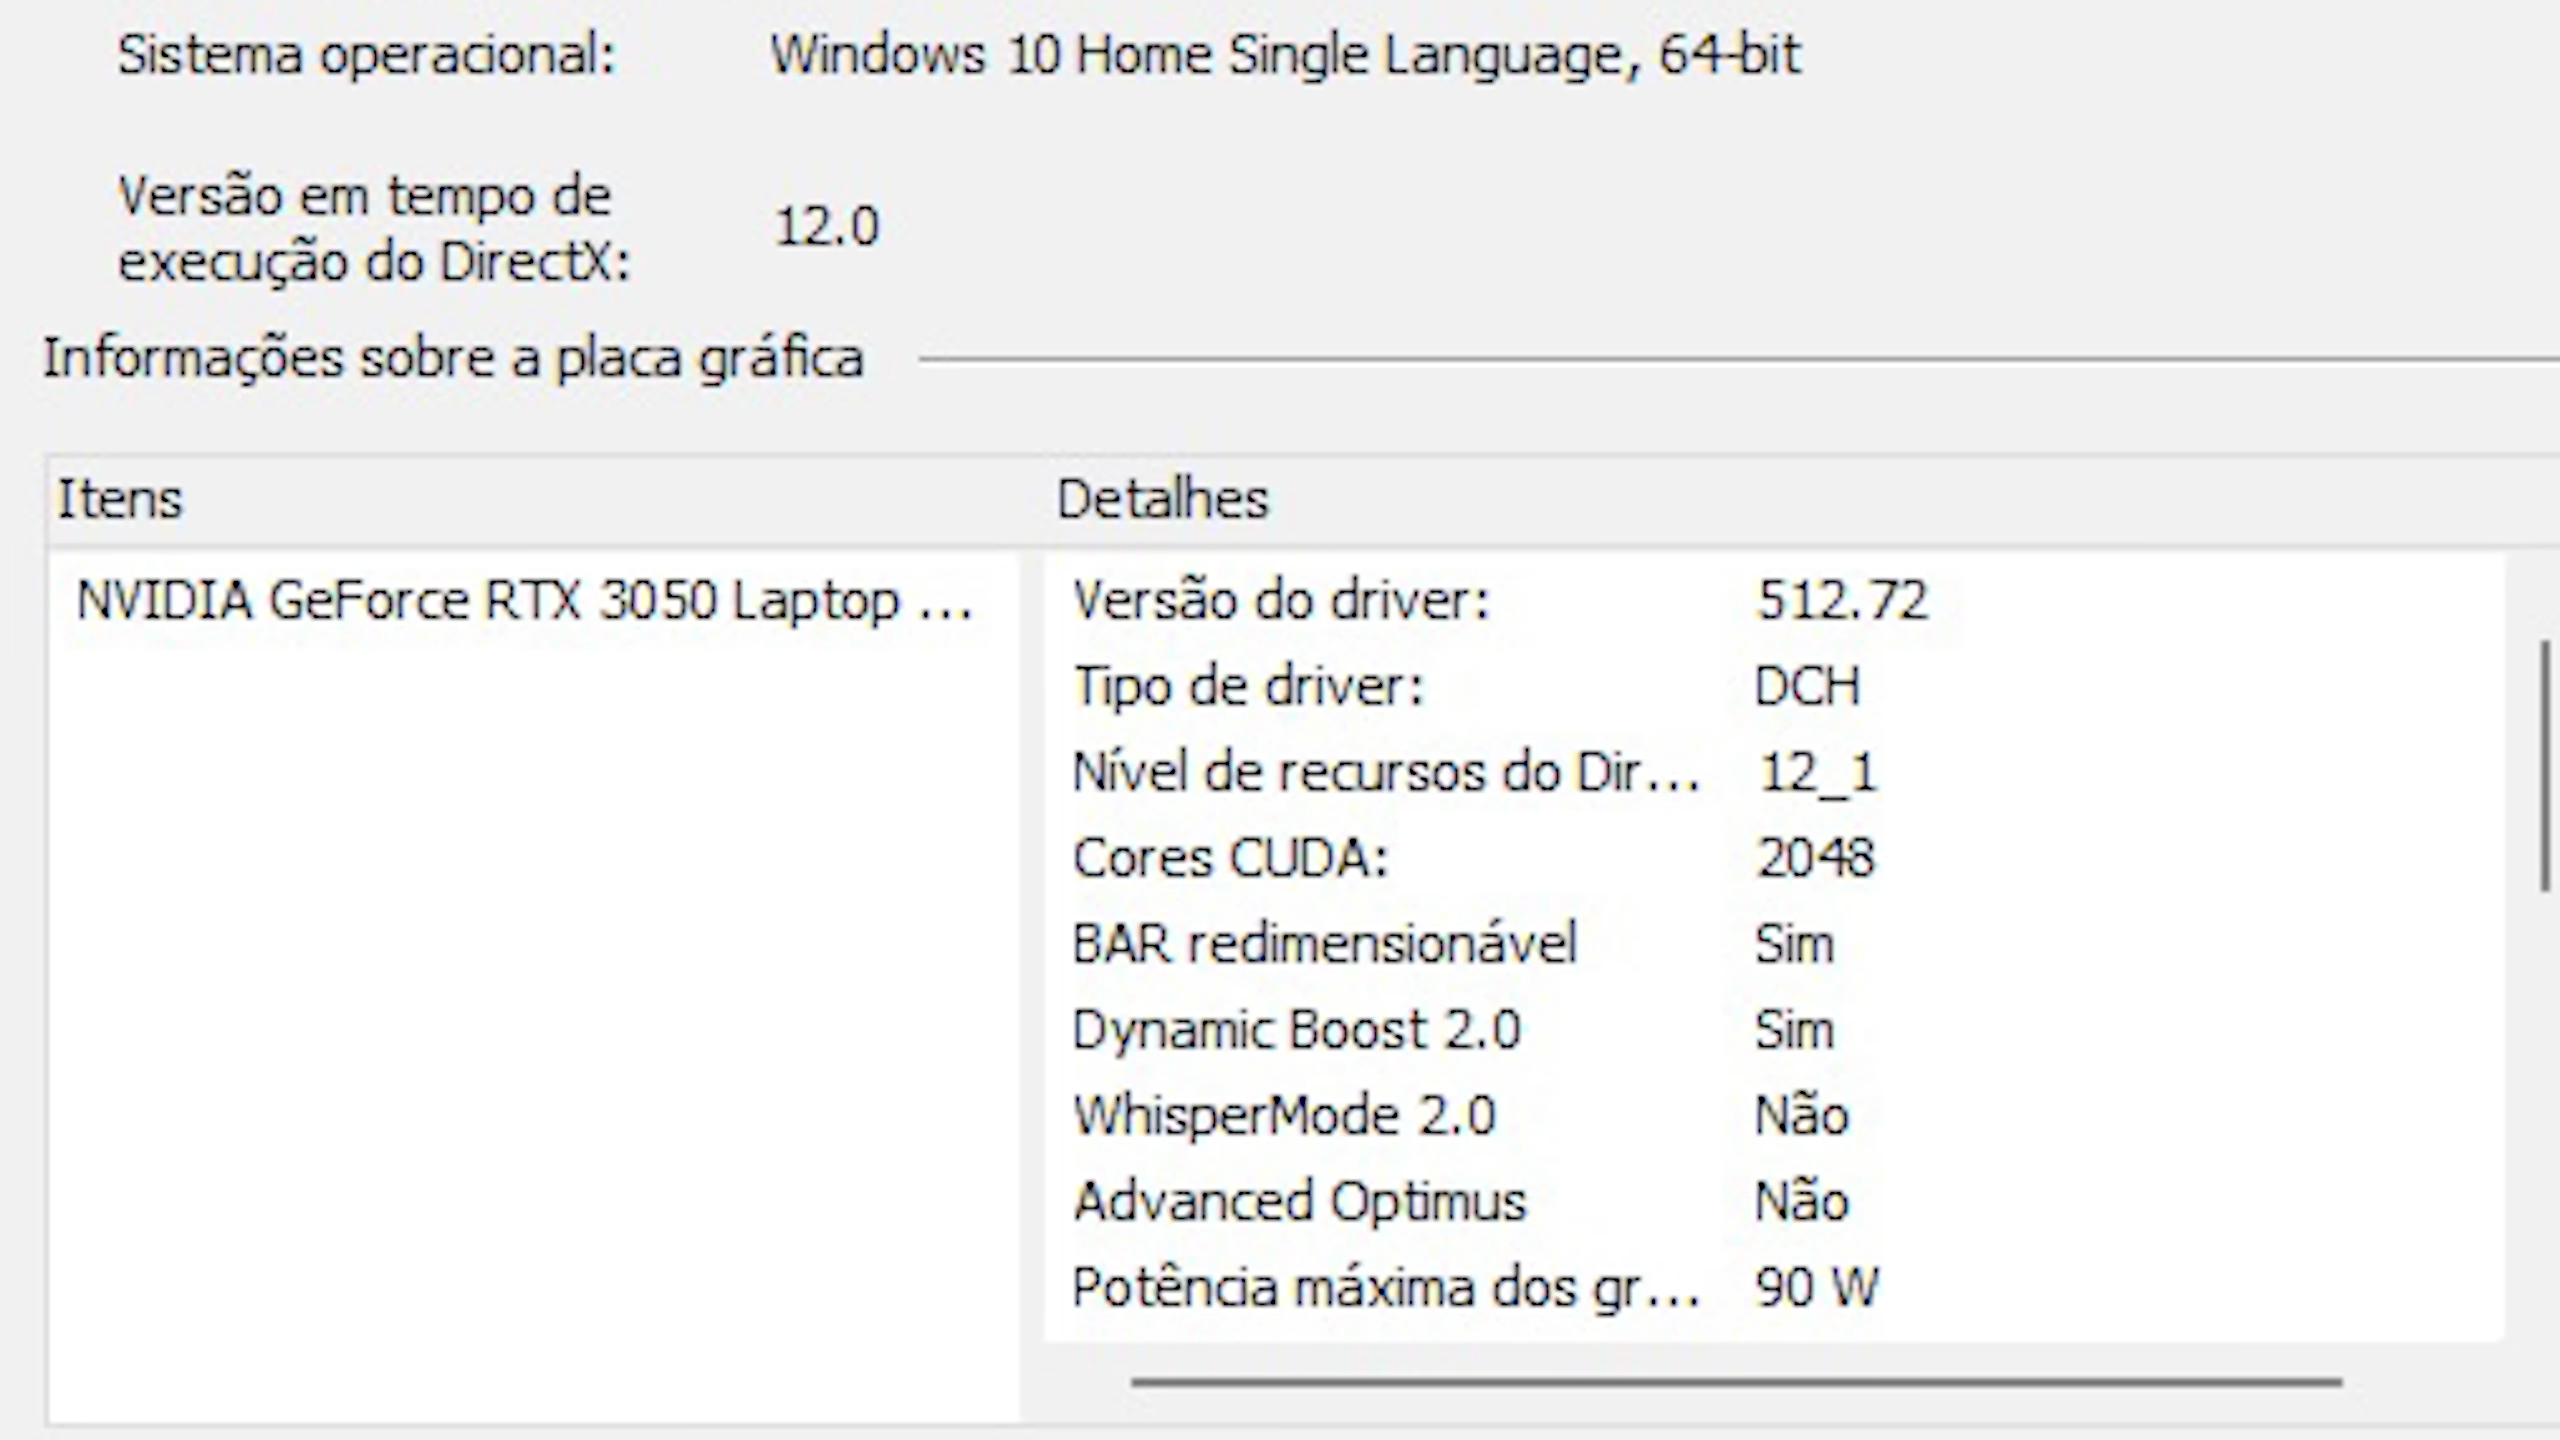 Sistema operacional: Windows 10 Home Single Language, 64-bit
Versão em tempo de
execução do DirectX: 12.0
Informações sobre a placa gráfica
Itens Detalhes
NVIDIA GeForce RTX 3050 Laptop ... Versão do driver: 512.72
Tipo de driver: DCH
Nível de recursos do Dir... 12_1
Cores CUDA: 2048
BAR redimensionável Sim
Dynamic Boost 2.0 Sim
WhisperMode 2.0 Não
Advanced Optimus Não
Potência máxima dos gr... 90 W